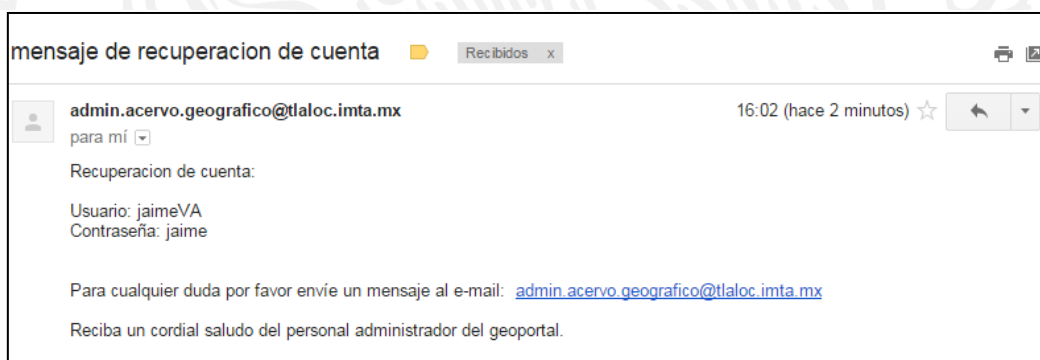 mensaje de recuperacion de cuenta Recibidos x
admin.acervo.geografico@tlaloc.imta.mx 16:02 (hace 2 minutos)
para mí
Recuperacion de cuenta:
Usuario: jaimeVA
Contraseña: jaime
Para cualquier duda por favor envíe un mensaje al e-mail: admin.acervo.geografico@tlaloc.imta.mx
Reciba un cordial saludo del personal administrador del geoportal.